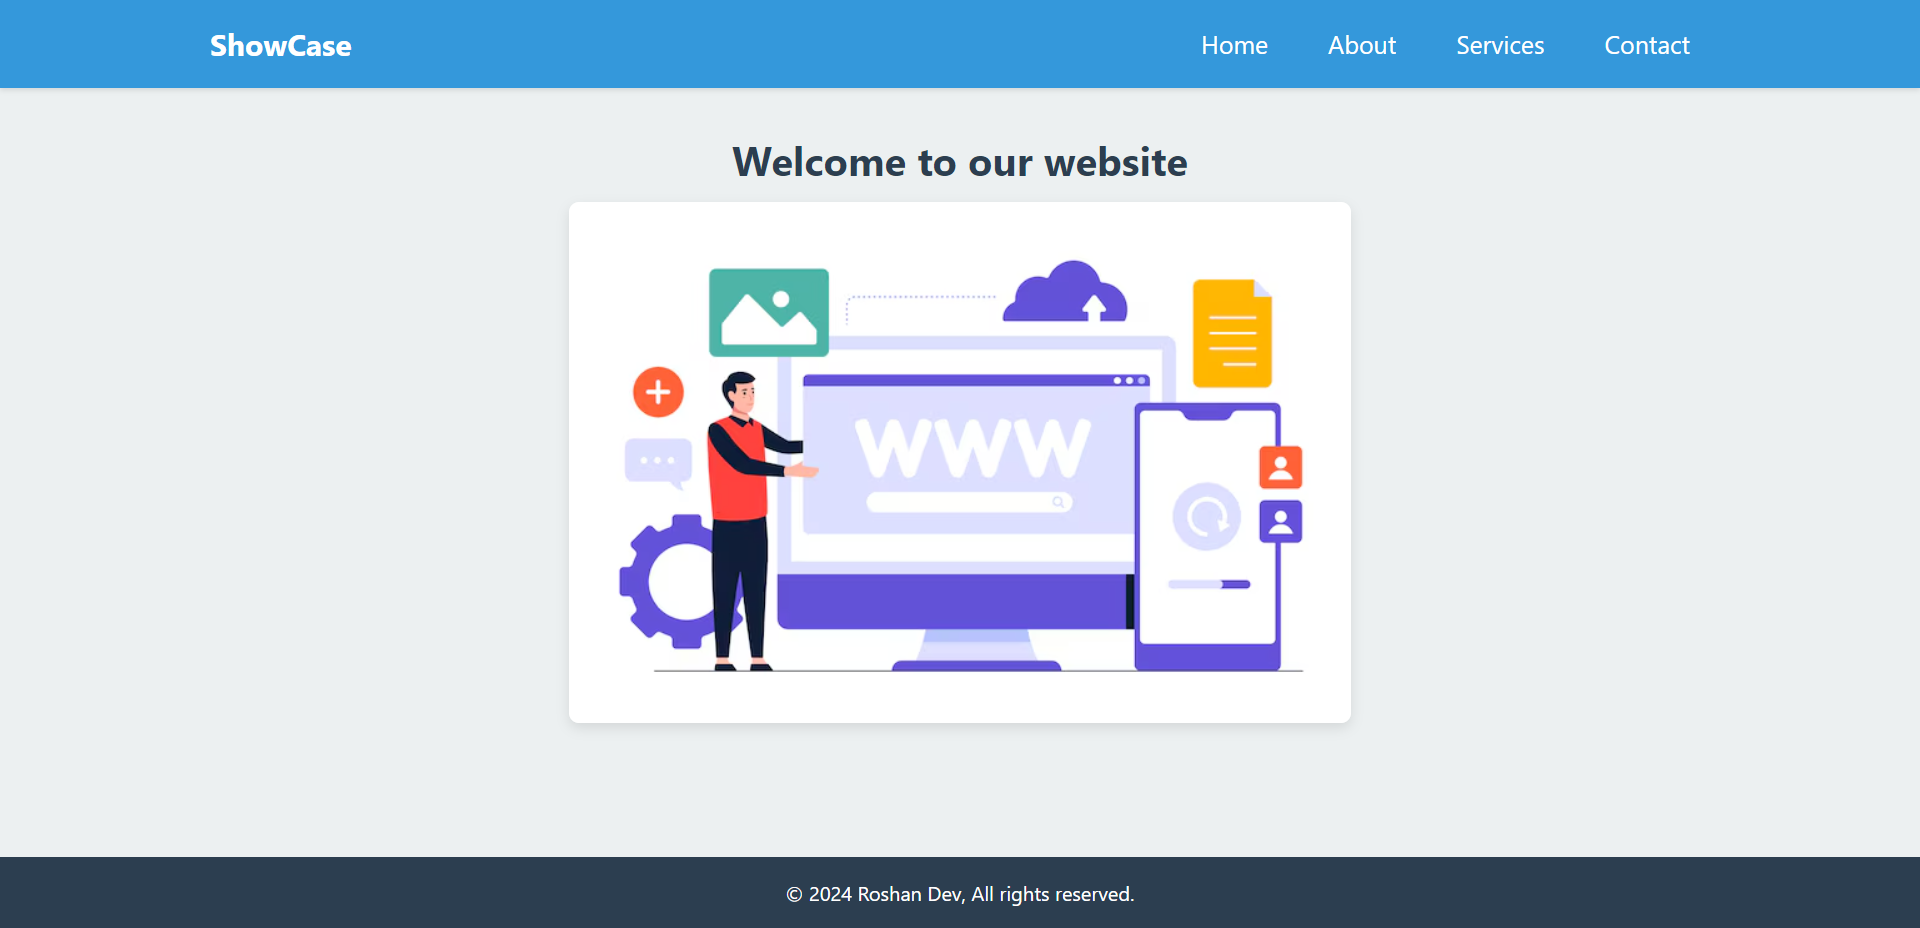 ShowCase
Home About Services Contact
Welcome to our website
WWW
© 2024 Roshan Dev, All rights reserved.